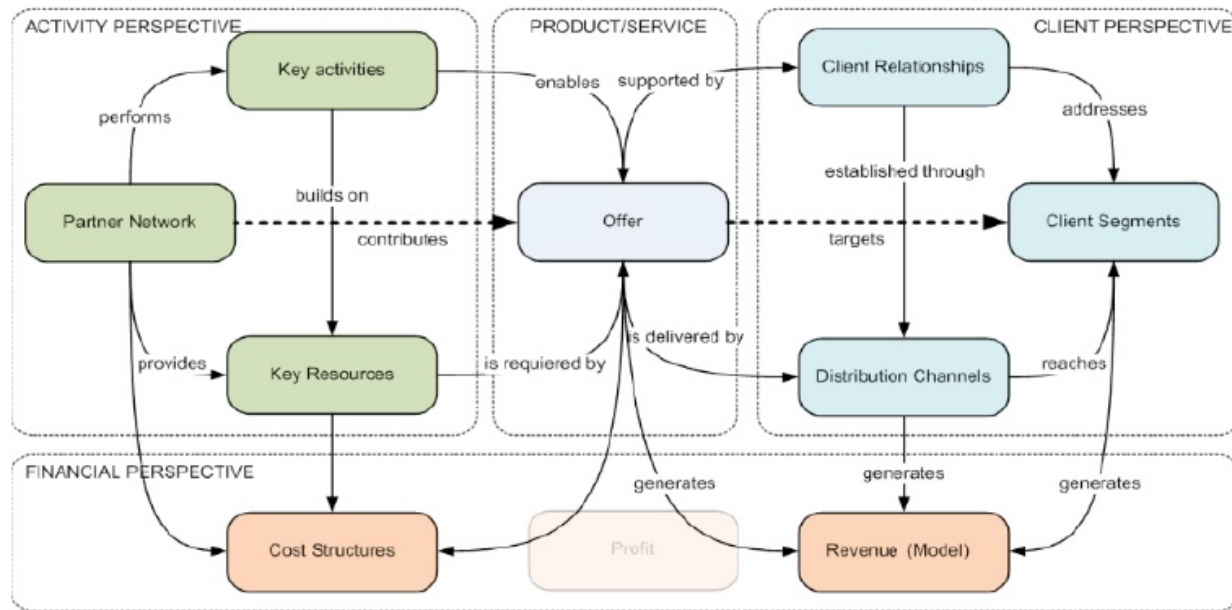 ACTIVITY PERSPECTIVE
PRODUCT/SERVICE
CLIENT PERSPECTIVE
Key activities
Client Relationships
enables
supported by
performs
addresses
builds on
established through
Partner Network
Offer
Client Segments
contributes
targets
provides
is requiered by
is delivered by
reaches
Key Resources
Distribution Channels
FINANCIAL PERSPECTIVE
generates
generates
generates
Cost Structures
Profit
Revenue (Model)